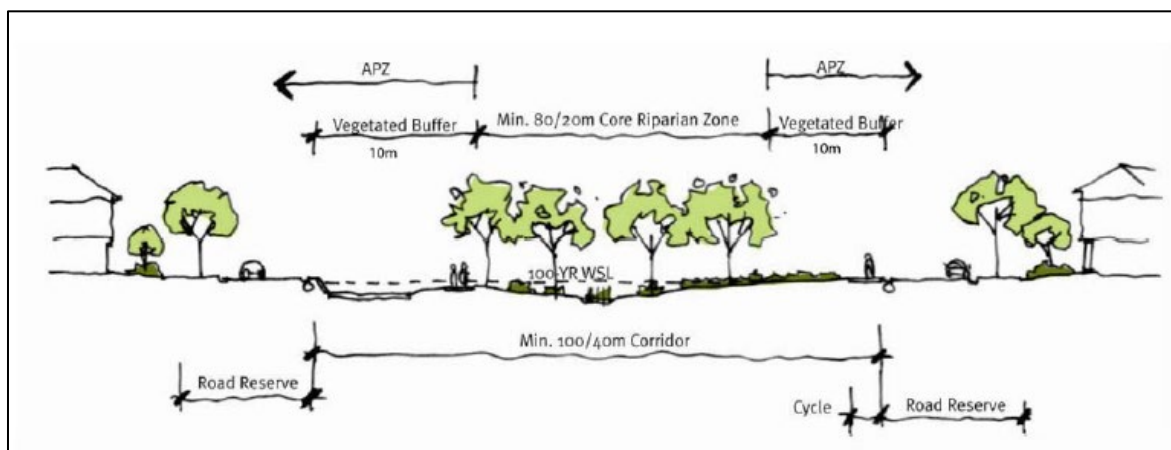 APZ
APZ
Vegetated Buffer
Min. 80/20m Core Riparian Zone
Vegetated Buffer
10m
10m
100-YR WSL
Min. 100/40m Corridor
Road Reserve
Cycle
Road Reserve